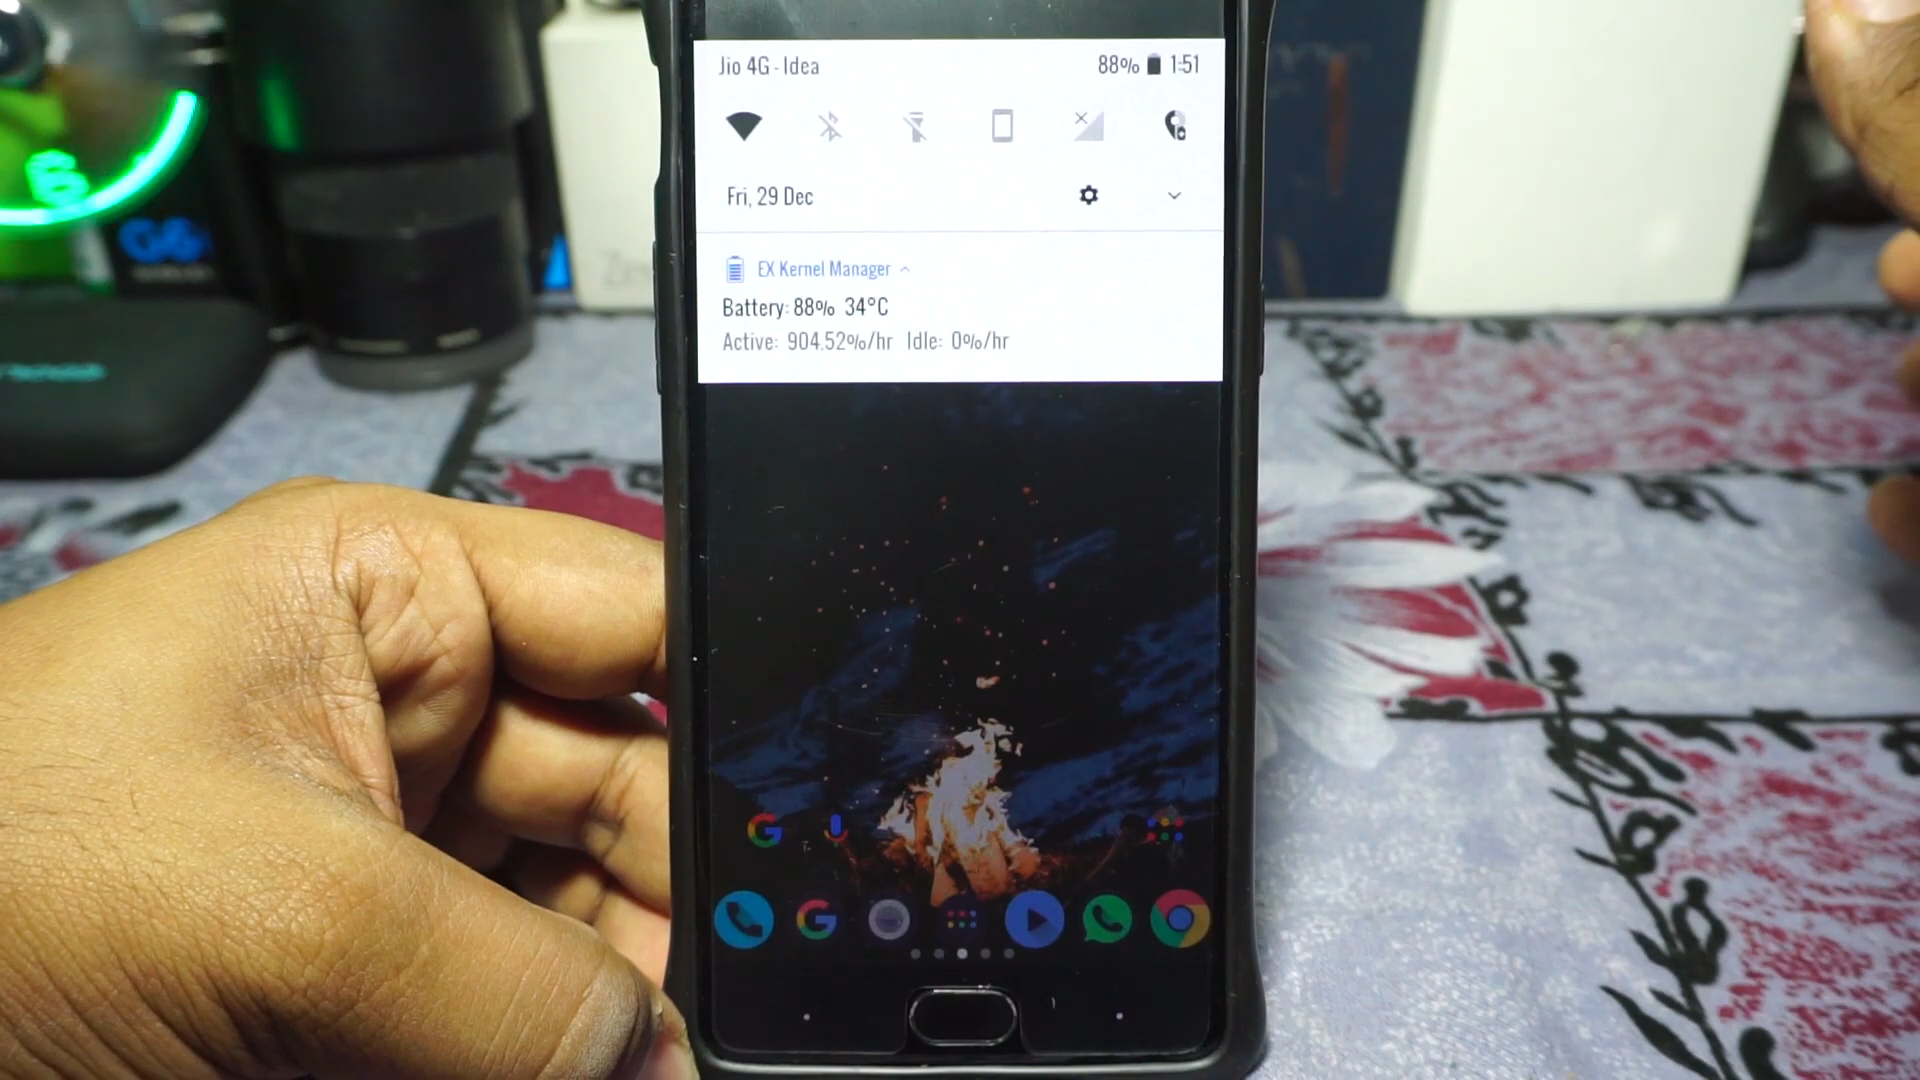 Jio 4G - Idea
88% 1:51
Fri, 29 Dec
EX Kernel Manager
Battery: 88% 34°C
Active: 904.52%/hr Idle: 0%/hr